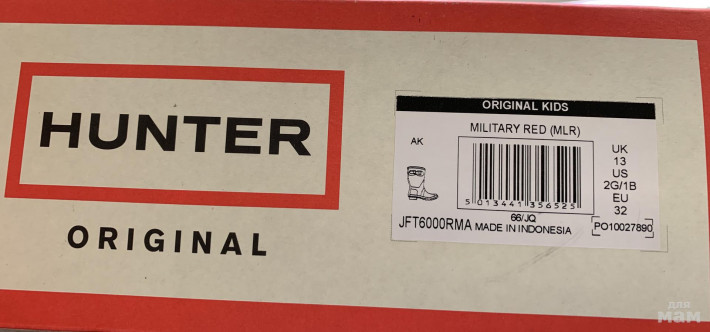 HUNTER
ORIGINAL
ORIGINAL KIDS
MILITARY RED (MLR)
AK
5 013441 356525
66/JQ
JFT6000RMA MADE IN INDONESIA
UK
13
US
2G/1B
EU
32
PO10027890
для
мам